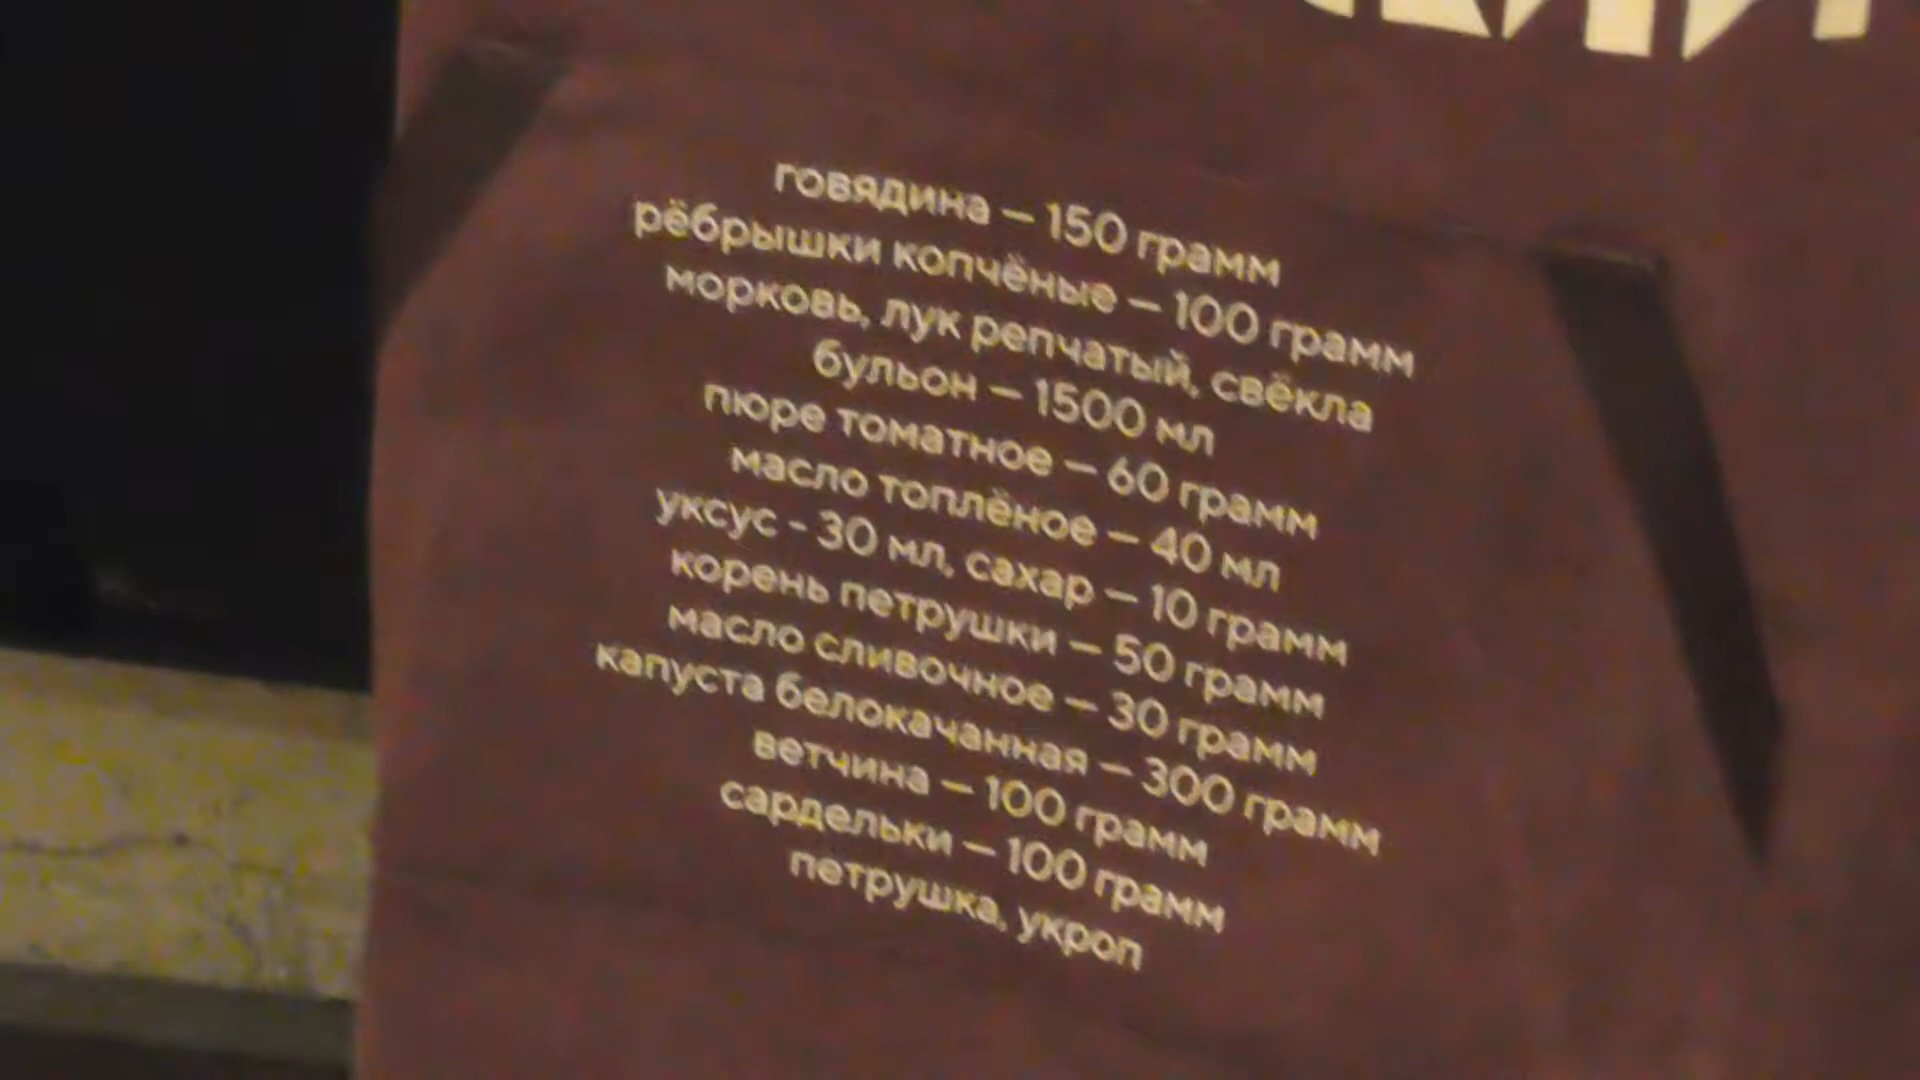 говядина – 150 грамм
рёбрышки копчёные – 100 грамм
морковь, лук репчатый, свёкла
бульон – 1500 мл
пюре томатное – 60 грамм
масло топлёное – 40 мл
уксус - 30 мл, сахар – 10 грамм
корень петрушки – 50 грамм
масло сливочное – 30 грамм
капуста белокачанная – 300 грамм
ветчина – 100 грамм
сардельки – 100 грамм
петрушка, укроп